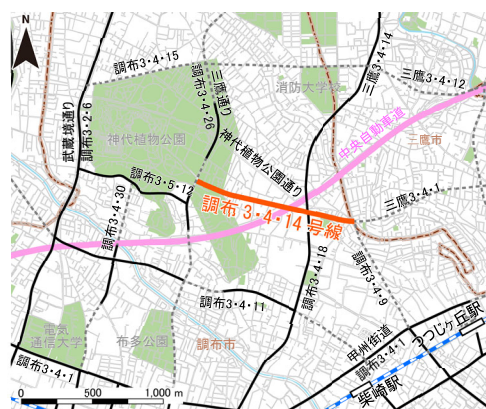 調布3・4・15
三鷹通り
調布3・4・26
消防大学校
三鷹3・4・14
三鷹3・4・12
武蔵境通り
調布3・2・6
神代植物公園
神代植物公園通り
中央自動車道
三鷹市
調布3・5・12
調布3・4・30
調布3・4・14号線
三鷹3・4・1
調布3・4・18
調布3・4・9
調布3・4・11
電気
通信大学
布多公園
調布市
甲州街道
調布3・4・1
つつじヶ丘駅
柴崎駅
調布3・4・1
0 500 1,000 m